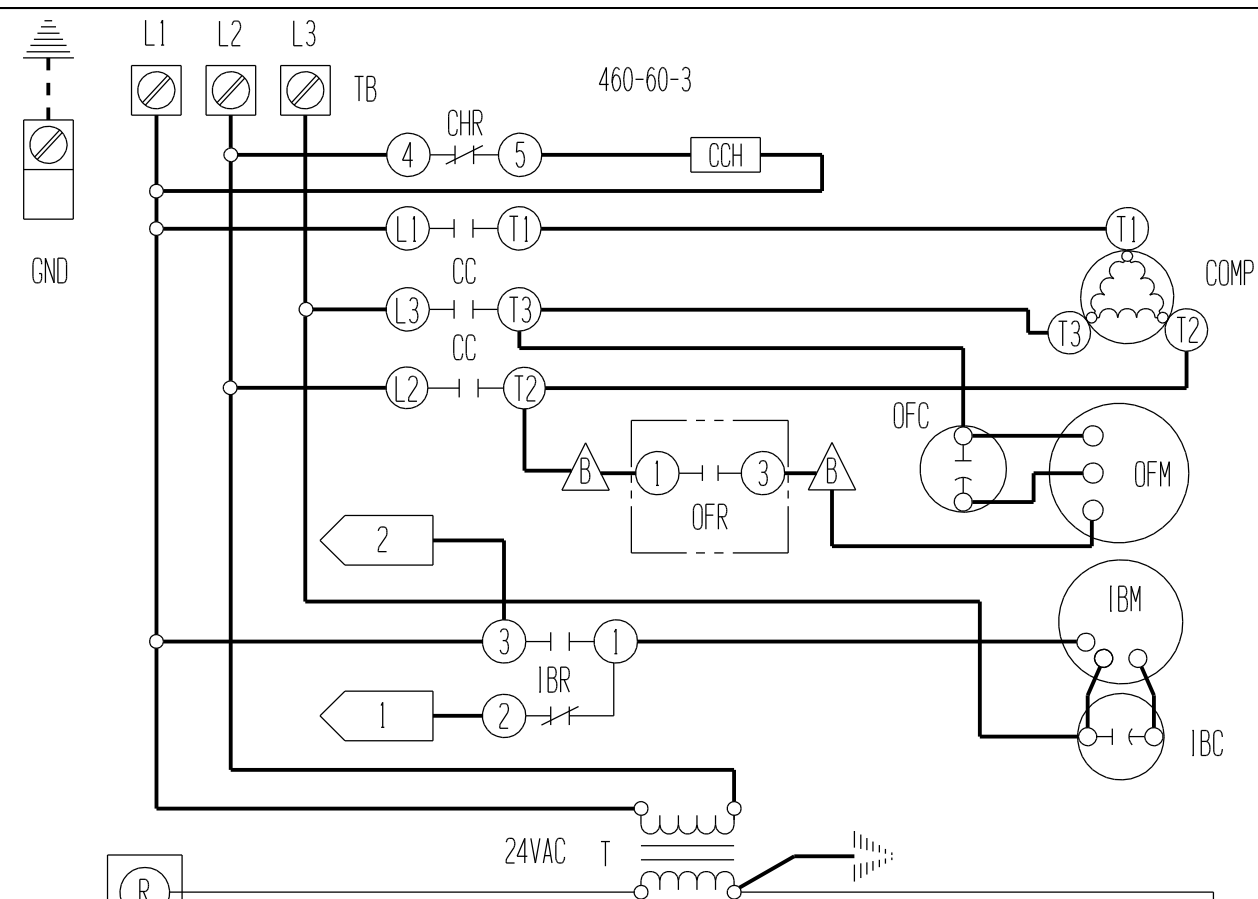 L1 L2 L3
TB
460-60-3
CHR
4 5 CCH
L1 T1 T1
GND
CC
COMP
L3 T3
T3 T2
CC
L2 T2
OFC
B 1 3 B
OFM
OFR
2
IBM
3 1
IBR
1 2
IBC
24VAC T
R